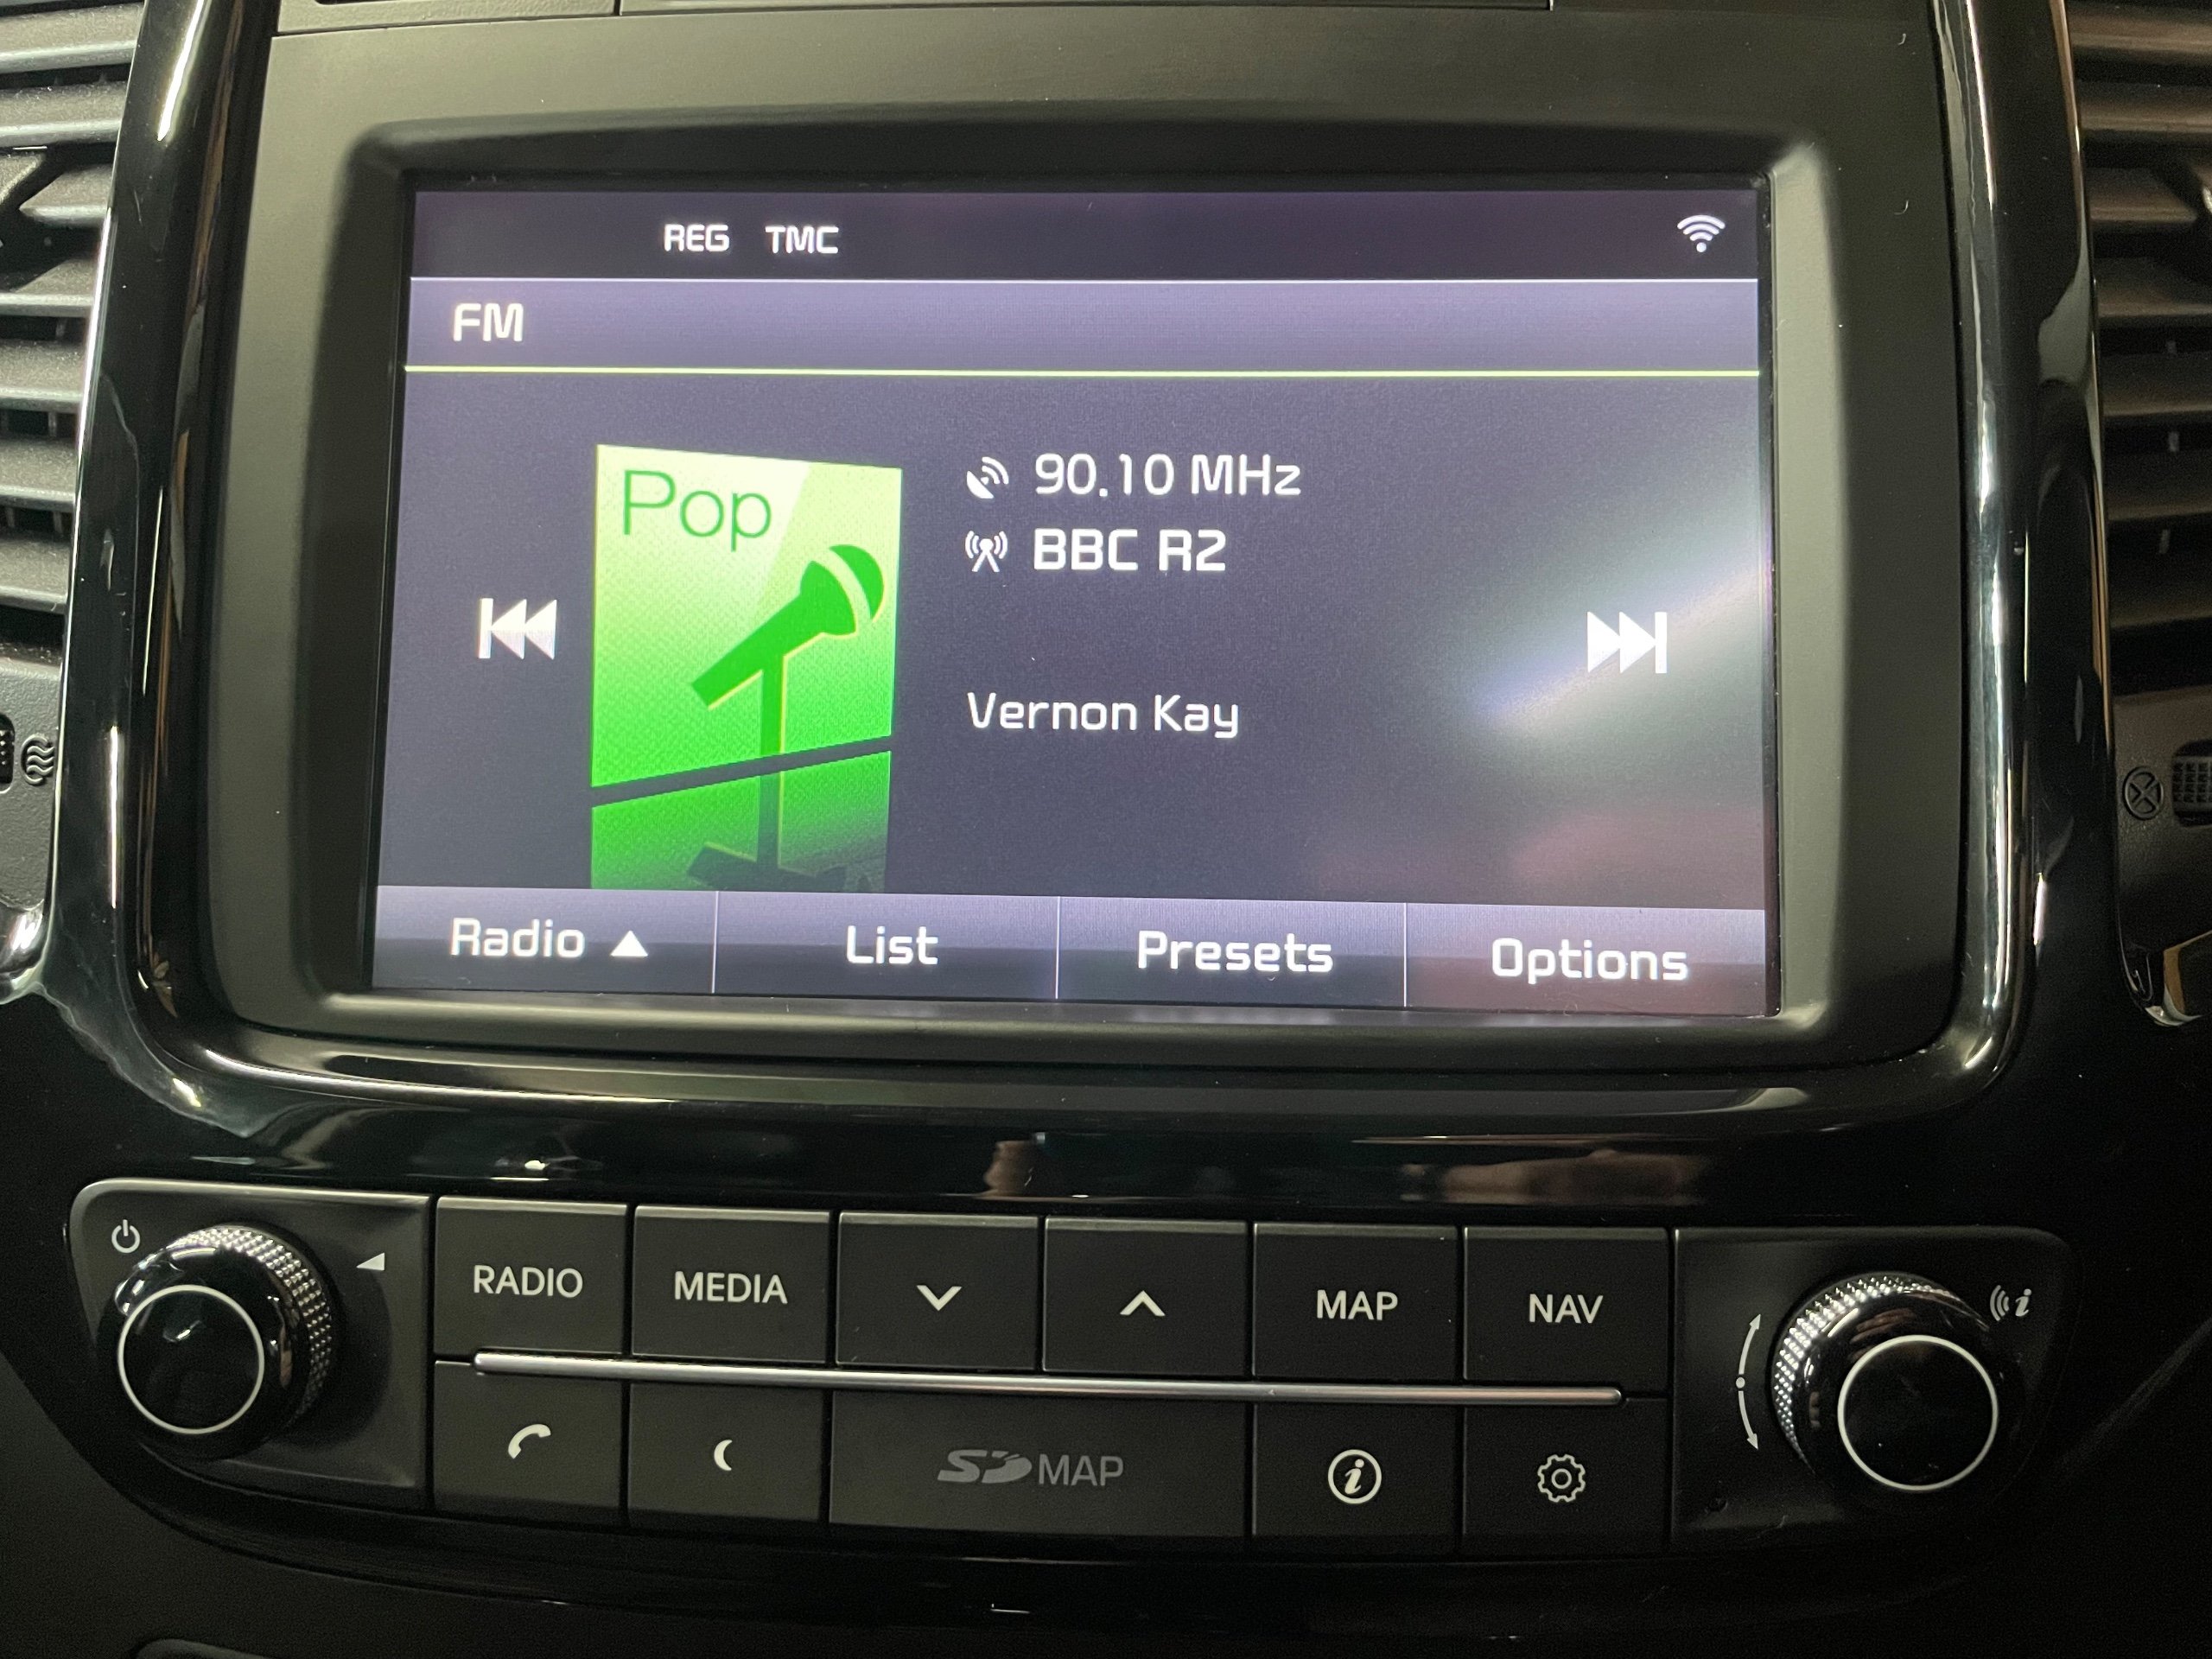 REG TMC
FM
Pop
90.10 MHz
BBC R2
Vernon Kay
Radio List Presets Options
RADIO MEDIA MAP NAV
SD MAP